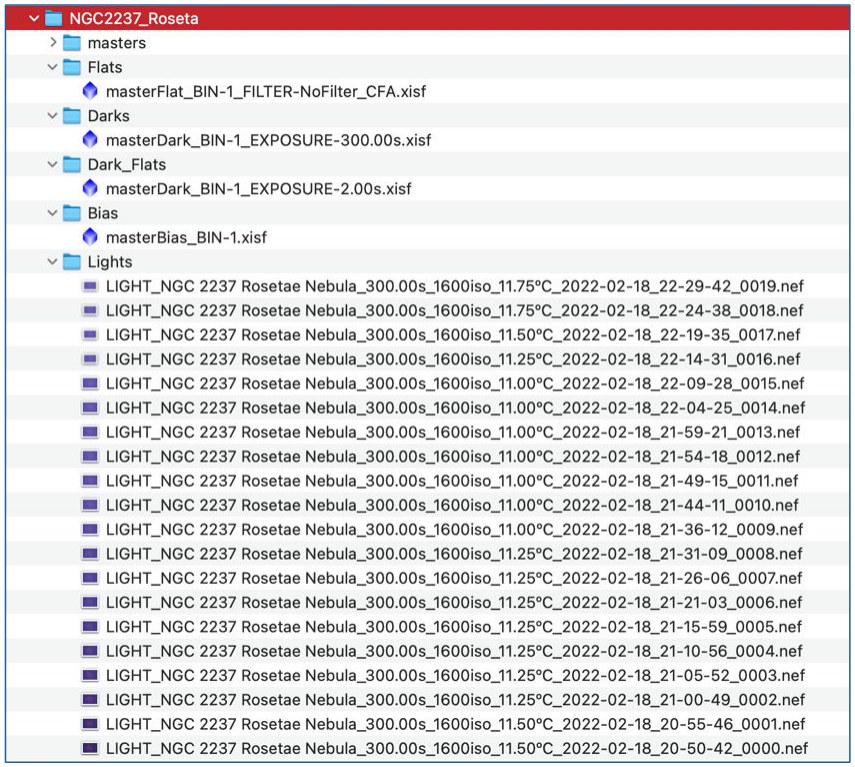 NGC2237_Roseta
masters
Flats
masterFlat_BIN-1_FILTER-NoFilter_CFA.xisf
Darks
masterDark_BIN-1_EXPOSURE-300.00s.xisf
Dark_Flats
masterDark_BIN-1_EXPOSURE-2.00s.xisf
Bias
masterBias_BIN-1.xisf
Lights
LIGHT_NGC 2237 Rosetae Nebula_300.00s_1600iso_11.75ºC_2022-02-18_22-29-42_0019.nef
LIGHT_NGC 2237 Rosetae Nebula_300.00s_1600iso_11.75ºC_2022-02-18_22-24-38_0018.nef
LIGHT_NGC 2237 Rosetae Nebula_300.00s_1600iso_11.50ºC_2022-02-18_22-19-35_0017.nef
LIGHT_NGC 2237 Rosetae Nebula_300.00s_1600iso_11.25ºC_2022-02-18_22-14-31_0016.nef
LIGHT_NGC 2237 Rosetae Nebula_300.00s_1600iso_11.00ºC_2022-02-18_22-09-28_0015.nef
LIGHT_NGC 2237 Rosetae Nebula_300.00s_1600iso_11.00ºC_2022-02-18_22-04-25_0014.nef
LIGHT_NGC 2237 Rosetae Nebula_300.00s_1600iso_11.00ºC_2022-02-18_21-59-21_0013.nef
LIGHT_NGC 2237 Rosetae Nebula_300.00s_1600iso_11.00ºC_2022-02-18_21-54-18_0012.nef
LIGHT_NGC 2237 Rosetae Nebula_300.00s_1600iso_11.00ºC_2022-02-18_21-49-15_0011.nef
LIGHT_NGC 2237 Rosetae Nebula_300.00s_1600iso_11.00ºC_2022-02-18_21-44-11_0010.nef
LIGHT_NGC 2237 Rosetae Nebula_300.00s_1600iso_11.00ºC_2022-02-18_21-36-12_0009.nef
LIGHT_NGC 2237 Rosetae Nebula_300.00s_1600iso_11.25ºC_2022-02-18_21-31-09_0008.nef
LIGHT_NGC 2237 Rosetae Nebula_300.00s_1600iso_11.25ºC_2022-02-18_21-26-06_0007.nef
LIGHT_NGC 2237 Rosetae Nebula_300.00s_1600iso_11.25ºC_2022-02-18_21-21-03_0006.nef
LIGHT_NGC 2237 Rosetae Nebula_300.00s_1600iso_11.25ºC_2022-02-18_21-15-59_0005.nef
LIGHT_NGC 2237 Rosetae Nebula_300.00s_1600iso_11.25ºC_2022-02-18_21-10-56_0004.nef
LIGHT_NGC 2237 Rosetae Nebula_300.00s_1600iso_11.25ºC_2022-02-18_21-05-52_0003.nef
LIGHT_NGC 2237 Rosetae Nebula_300.00s_1600iso_11.25ºC_2022-02-18_21-00-49_0002.nef
LIGHT_NGC 2237 Rosetae Nebula_300.00s_1600iso_11.50ºC_2022-02-18_20-55-46_0001.nef
LIGHT_NGC 2237 Rosetae Nebula_300.00s_1600iso_11.50ºC_2022-02-18_20-50-42_0000.nef